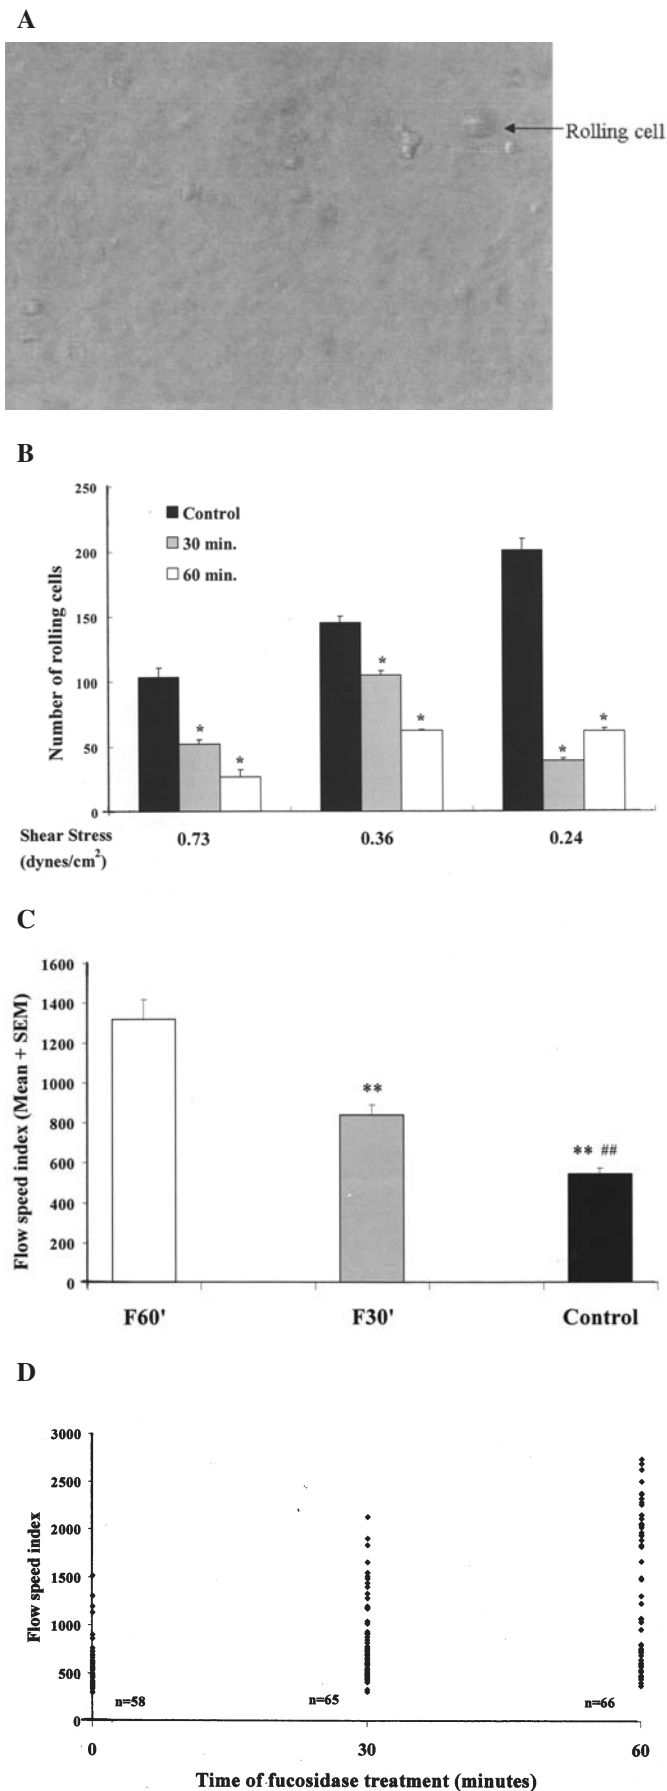 A
Rolling cell
B
250
200
150
100
50
0
Number of rolling cells
Control
30 min.
60 min.
*
*
*
*
*
*
Shear Stress
(dynes/cm2)
0.73
0.36
0.24
C
1600
1400
1200
1000
800
600
400
200
0
Flow speed index (Mean + SEM)
**
** ##
F60'
F30'
Control
D
3000
2500
2000
1500
1000
500
0
Flow speed index
n=58
n=65
n=66
0
30
60
Time of fucosidase treatment (minutes)